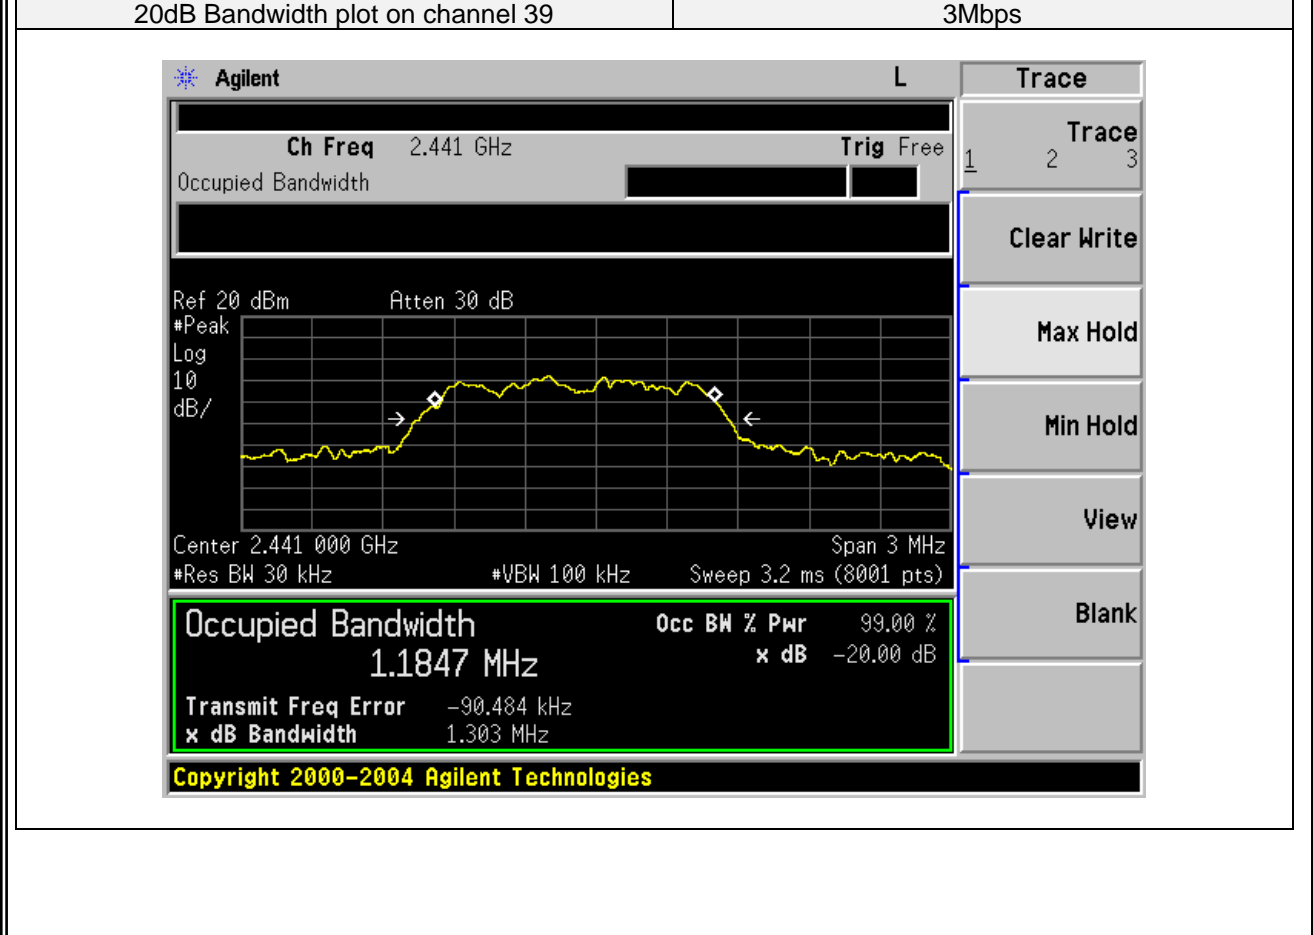 20dB Bandwidth plot on channel 39 3Mbps
Agilent L Trace
Ch Freq 2.441 GHz Trig Free
Occupied Bandwidth
Trace
1 2 3
Clear Write
Max Hold
Min Hold
View
Blank
Ref 20 dBm Atten 30 dB
#Peak
Log
10
dB/
Center 2.441 000 GHz Span 3 MHz
#Res BW 30 kHz #VBW 100 kHz Sweep 3.2 ms (8001 pts)
Occupied Bandwidth Occ BW % Pwr 99.00 %
1.1847 MHz x dB -20.00 dB
Transmit Freq Error -90.484 kHz
x dB Bandwidth 1.303 MHz
Copyright 2000-2004 Agilent Technologies